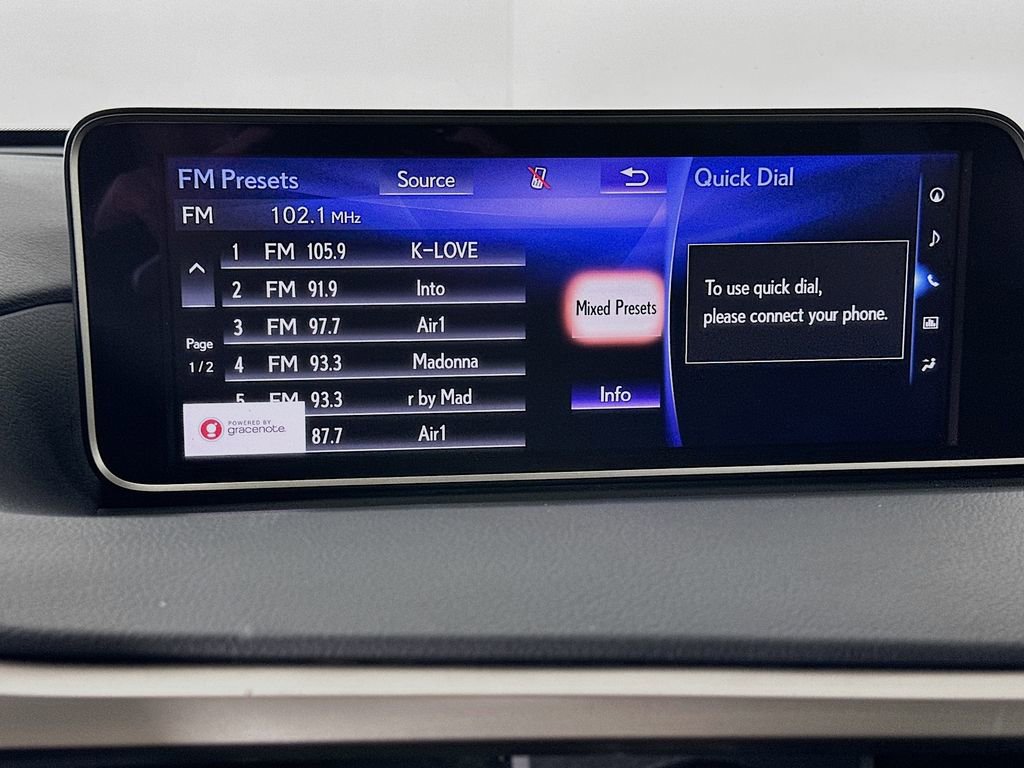 FM Presets Source Quick Dial
FM 102.1 MHz
1 FM 105.9 K-LOVE
2 FM 91.9 Into
3 FM 97.7 Air1
4 FM 93.3 Madonna
5 FM 93.3 r by Mad
87.7 Air1
Page
1/2
POWERED BY
gracenote.
Mixed Presets
Info
To use quick dial,
please connect your phone.